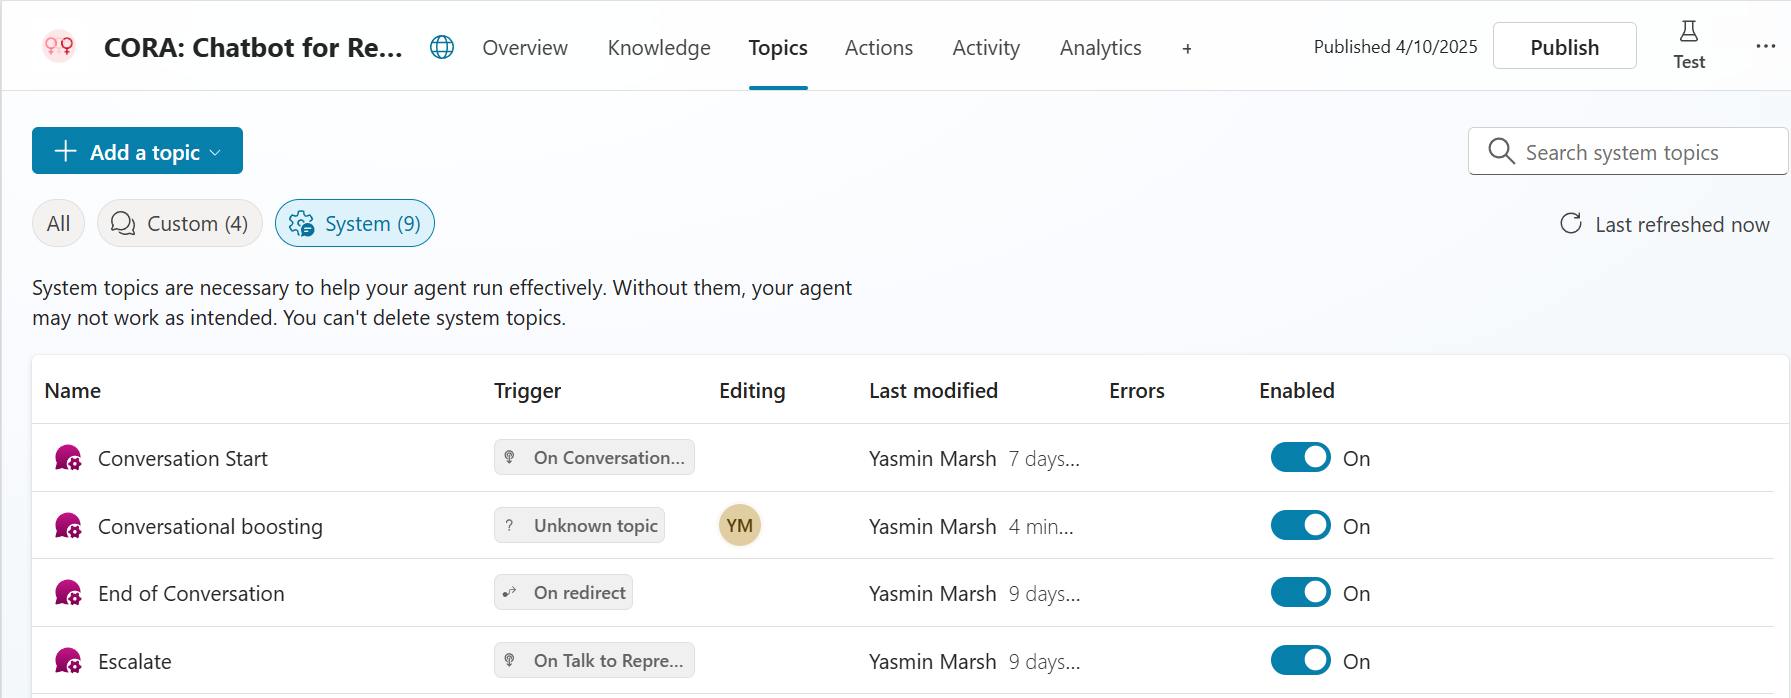 CORA: Chatbot for Re... Overview Knowledge Topics Actions Activity Analytics + Published 4/10/2025 Publish Test ...
+ Add a topic
Search system topics
All Custom (4) System (9)
Last refreshed now
System topics are necessary to help your agent run effectively. Without them, your agent
may not work as intended. You can't delete system topics.
Name Trigger Editing Last modified Errors Enabled
Conversation Start On Conversation... Yasmin Marsh 7 days... On
Conversational boosting ? Unknown topic YM Yasmin Marsh 4 min... On
End of Conversation On redirect Yasmin Marsh 9 days... On
Escalate On Talk to Repre... Yasmin Marsh 9 days... On